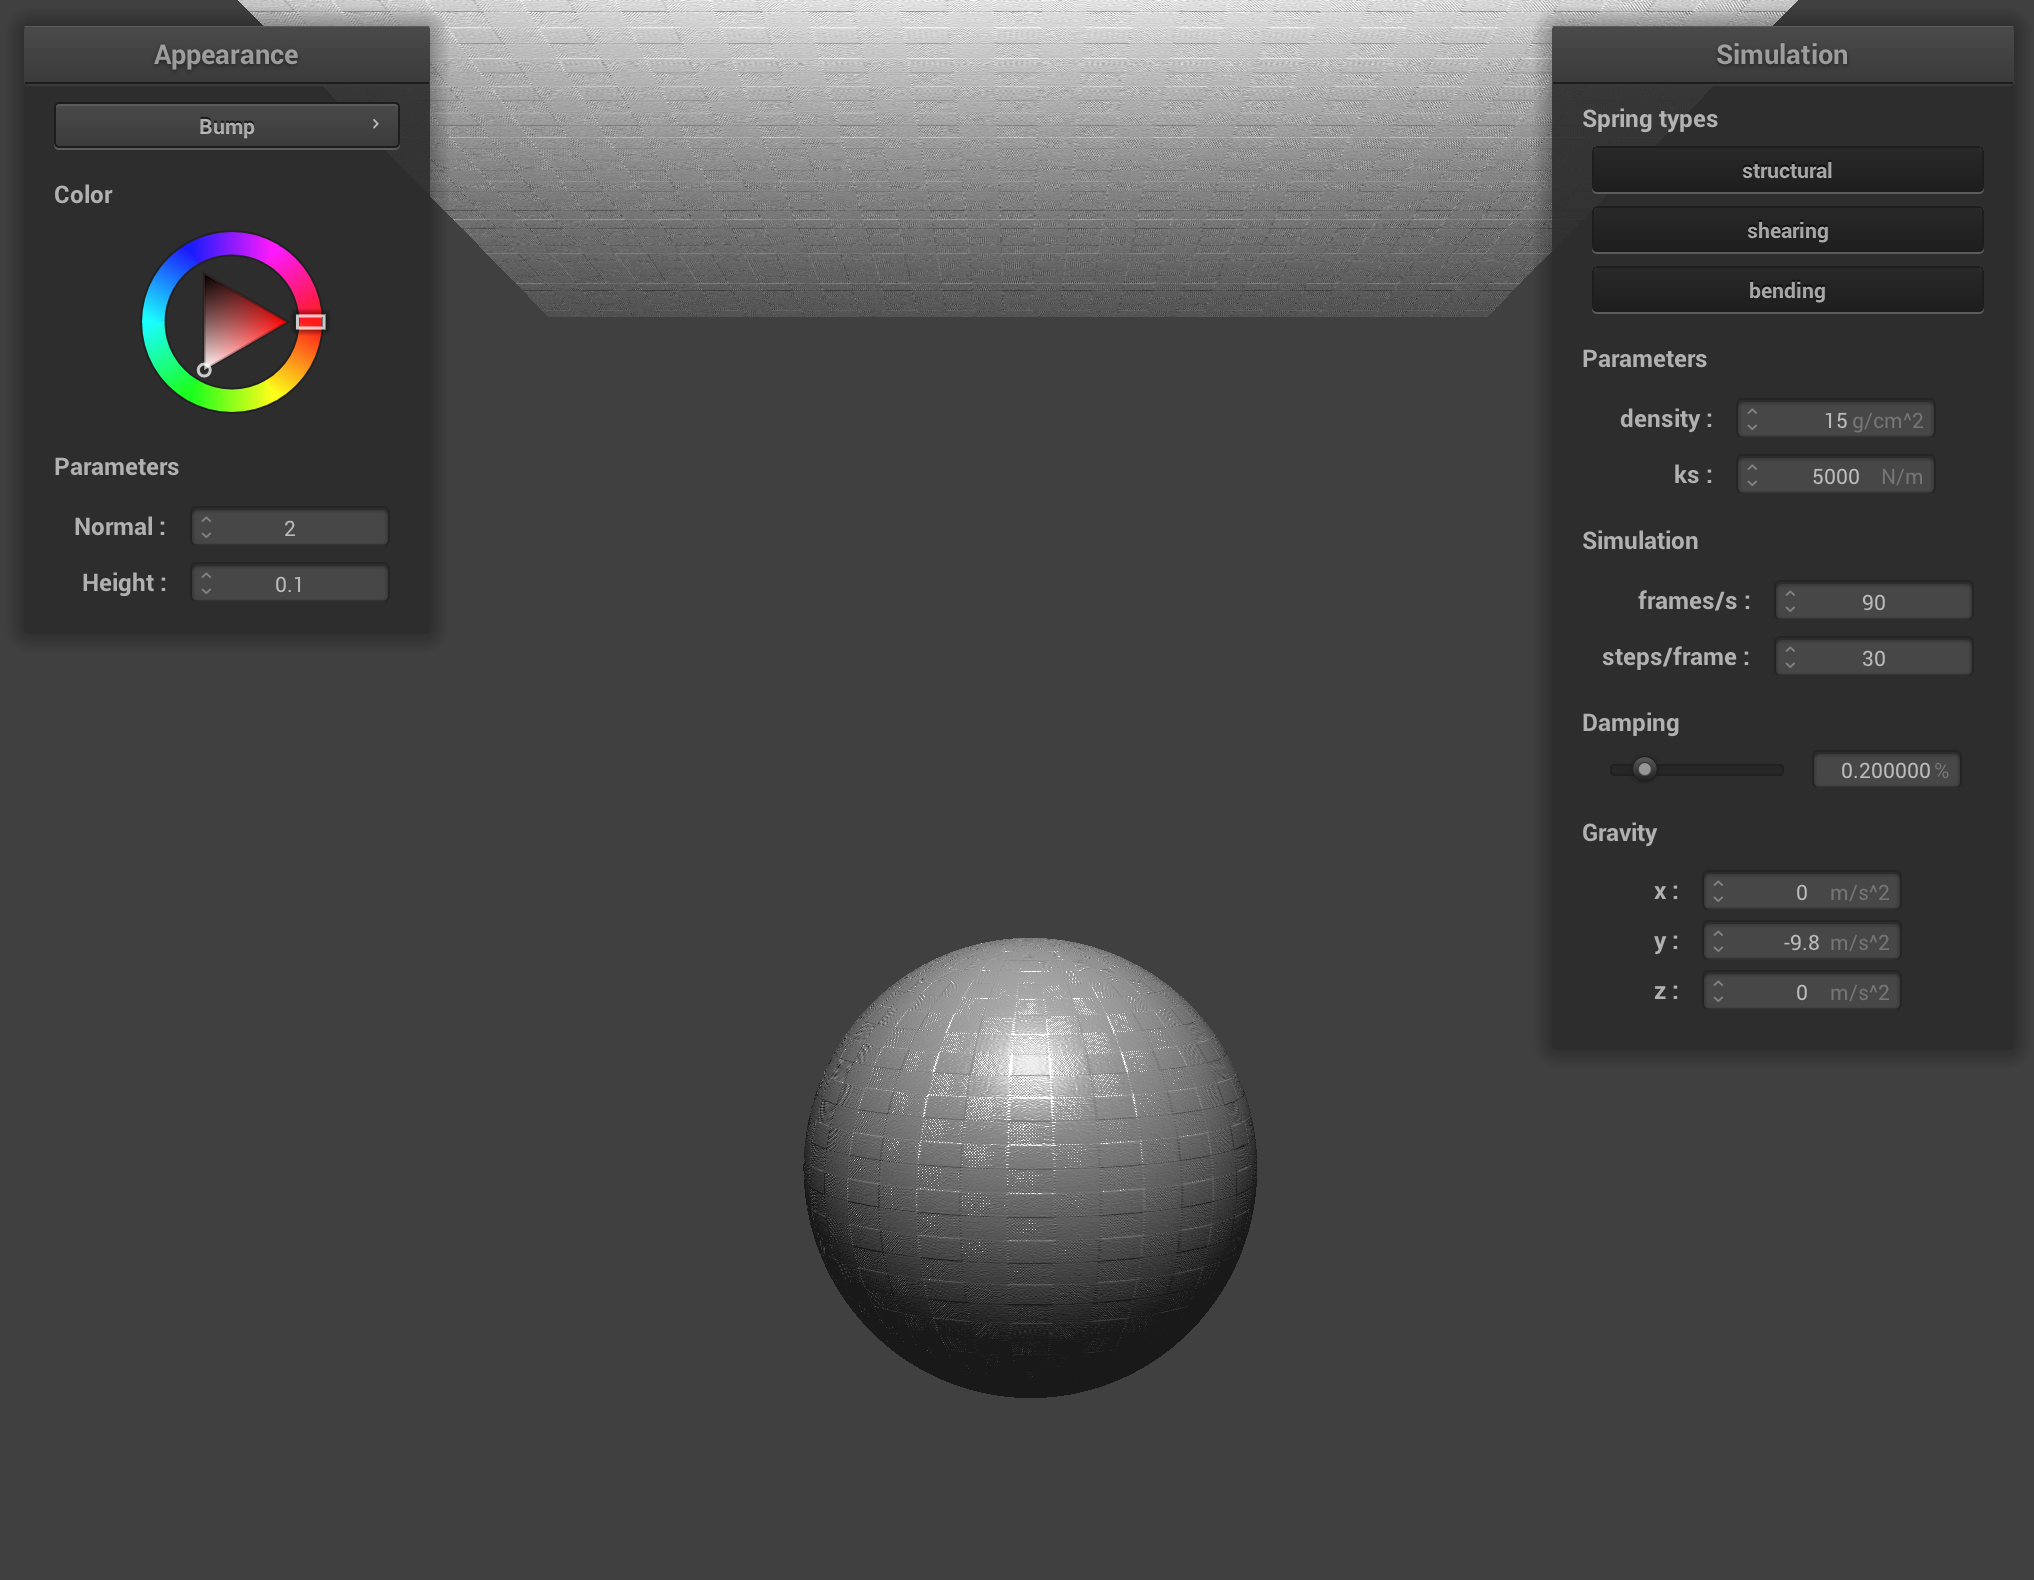 Appearance
Bump
Color
Parameters
Normal : 2
Height : 0.1
Simulation
Spring types
structural
shearing
bending
Parameters
density : 15 g/cm^2
ks : 5000 N/m
Simulation
frames/s : 90
steps/frame : 30
Damping
0.200000 %
Gravity
x : 0 m/s^2
y : -9.8 m/s^2
z : 0 m/s^2